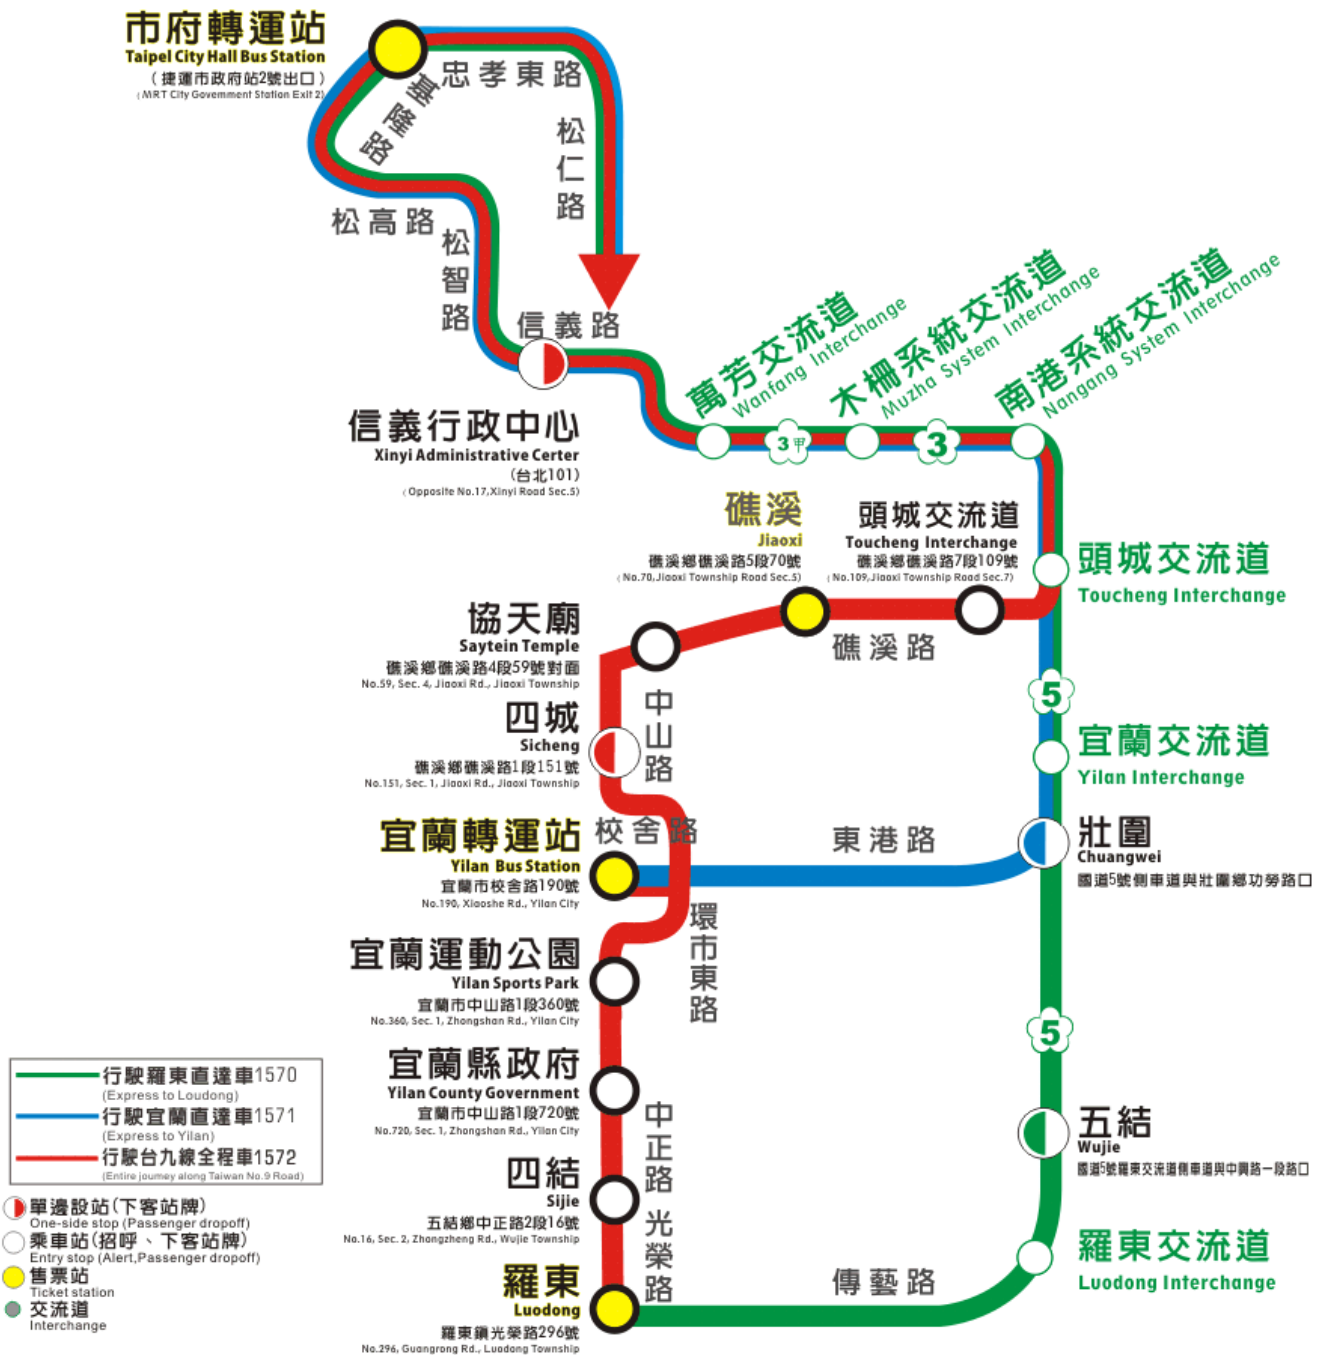 市府轉運站
Taipei City Hall Bus Station
(捷運市政府站2號出口)
(MRT City Government Station Exit 2)
忠孝東路
基隆路
松仁路
松高路
松智路
信義路
信義行政中心
Xinyi Administrative Certer
(台北101)
(Opposite No.17,Xinyi Road Sec.5)
萬芳交流道
Wanfang Interchange
木柵系統交流道
Muzha System Interchange
南港系統交流道
Nangang System Interchange
3甲
3
礁溪
Jiaoxi
礁溪鄉礁溪路5段70號
(No.70,Jiaoxi Township Road Sec.5)
頭城交流道
Toucheng Interchange
礁溪鄉礁溪路7段109號
(No.109,Jiaoxi Township Road Sec.7)
頭城交流道
Toucheng Interchange
協天廟
Saytein Temple
礁溪鄉礁溪路4段59號對面
No.59, Sec. 4, Jiaoxi Rd., Jiaoxi Township
礁溪路
中山路
四城
Sicheng
礁溪鄉礁溪路1段151號
No.151, Sec. 1, Jiaoxi Rd., Jiaoxi Township
5
宜蘭交流道
Yilan Interchange
宜蘭轉運站
Yilan Bus Station
宜蘭市校舍路190號
No.190, Xiaoshe Rd., Yilan City
校舍路
東港路
壯圍
Chuangwei
國道5號側車道與壯圍鄉功勞路口
環市東路
宜蘭運動公園
Yilan Sports Park
宜蘭市中山路1段360號
No.360, Sec. 1, Zhongshan Rd., Yilan City
5
宜蘭縣政府
Yilan County Government
宜蘭市中山路1段720號
No.720, Sec. 1, Zhongshan Rd., Yilan City
中正路
五結
Wujie
國道5號羅東交流道側車道與中興路一段路口
四結
Sijie
五結鄉中正路2段16號
No.16, Sec. 2, Zhongzheng Rd., Wujie Township
光榮路
羅東交流道
Luodong Interchange
羅東
Luodong
羅東鎮光榮路296號
No.296, Guangrong Rd., Luodong Township
傳藝路
行駛羅東直達車1570
(Express to Loudong)
行駛宜蘭直達車1571
(Express to Yilan)
行駛台九線全程車1572
(Entire journey along Taiwan No.9 Road)
單邊設站(下客站牌)
One-side stop (Passenger dropoff)
乘車站(招呼、下客站牌)
Entry stop (Alert,Passenger dropoff)
售票站
Ticket station
交流道
Interchange